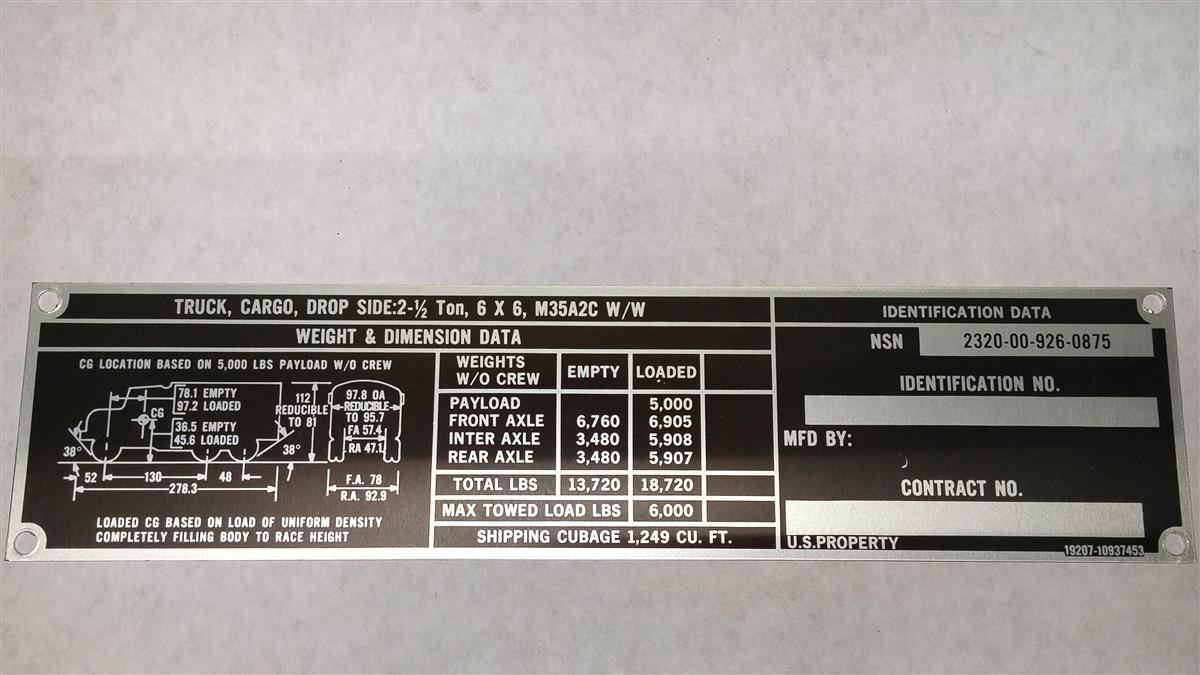 TRUCK, CARGO, DROP SIDE:2-½ Ton, 6 X 6, M35A2C W/W
WEIGHT & DIMENSION DATA
CG LOCATION BASED ON 5,000 LBS PAYLOAD W/O CREW
78.1 EMPTY
97.2 LOADED
CG
36.5 EMPTY
45.6 LOADED
112
REDUCIBLE
TO 81
38°
38°
52
130
48
278.3
97.8 OA
REDUCIBLE
TO 95.7
FA 57.4
RA 47.1
F.A. 78
R.A. 92.9
LOADED CG BASED ON LOAD OF UNIFORM DENSITY
COMPLETELY FILLING BODY TO RACE HEIGHT
WEIGHTS
W/O CREW EMPTY LOADED
PAYLOAD 5,000
FRONT AXLE 6,760 6,905
INTER AXLE 3,480 5,908
REAR AXLE 3,480 5,907
TOTAL LBS 13,720 18,720
MAX TOWED LOAD LBS 6,000
SHIPPING CUBAGE 1,249 CU. FT.
IDENTIFICATION DATA
NSN 2320-00-926-0875
IDENTIFICATION NO.
MFD BY:
CONTRACT NO.
U.S.PROPERTY
19207-10937453